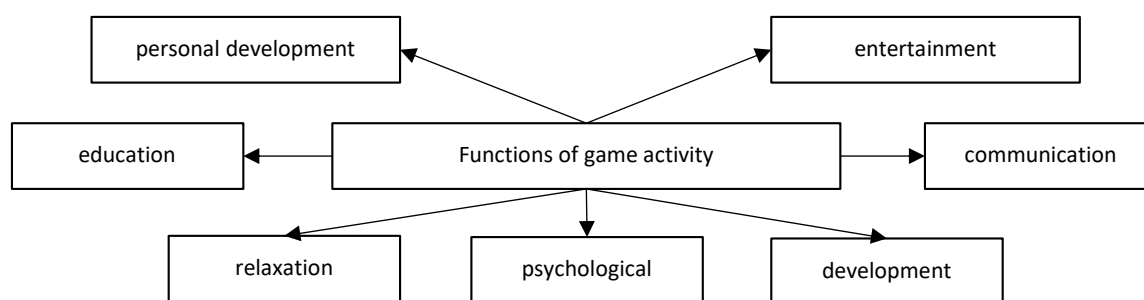 personal development
entertainment
education
Functions of game activity
communication
relaxation
psychological
development